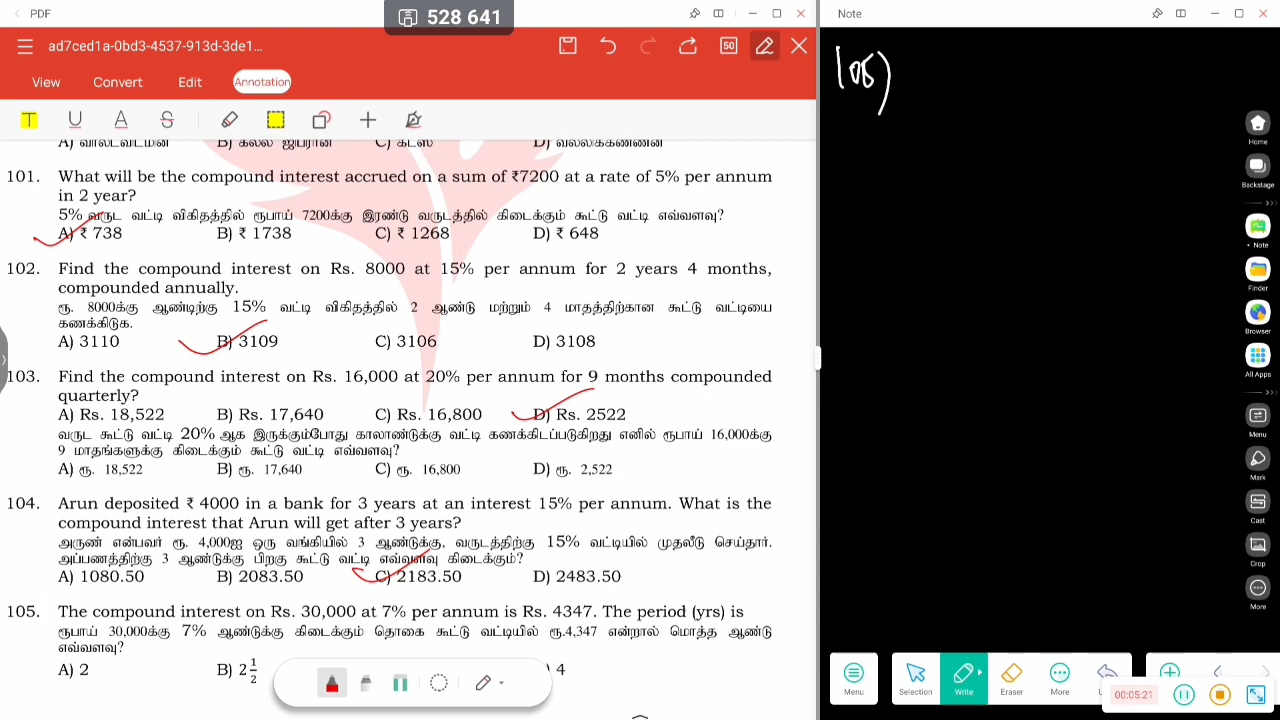 PDF
528 641
Note
ad7ced1a-0bd3-4537-913d-3de1...
50
View Convert Edit Annotation
T U A S
101. What will be the compound interest accrued on a sum of ₹7200 at a rate of 5% per annum
in 2 year?
5% வருட வட்டி விகிதத்தில் ரூபாய் 7200க்கு இரண்டு வருடத்தில் கிடைக்கும் கூட்டு வட்டி எவ்வளவு?
A) ₹ 738 B) ₹ 1738 C) ₹ 1268 D) ₹ 648
102. Find the compound interest on Rs. 8000 at 15% per annum for 2 years 4 months,
compounded annually.
ரூ. 8000க்கு ஆண்டிற்கு 15% வட்டி விகிதத்தில் 2 ஆண்டு மற்றும் 4 மாதத்திற்கான கூட்டு வட்டியை
கணக்கிடுக.
A) 3110 B) 3109 C) 3106 D) 3108
103. Find the compound interest on Rs. 16,000 at 20% per annum for 9 months compounded
quarterly?
A) Rs. 18,522 B) Rs. 17,640 C) Rs. 16,800 D) Rs. 2522
வருட கூட்டு வட்டி 20% ஆக இருக்கும்போது காலாண்டுக்கு வட்டி கணக்கிடப்படுகிறது எனில் ரூபாய் 16,000க்கு
9 மாதங்களுக்கு கிடைக்கும் கூட்டு வட்டி எவ்வளவு?
A) ரூ. 18,522 B) ரூ. 17,640 C) ரூ. 16,800 D) ரூ. 2,522
104. Arun deposited ₹ 4000 in a bank for 3 years at an interest 15% per annum. What is the
compound interest that Arun will get after 3 years?
அருண் என்பவர் ரூ. 4,000ஐ ஒரு வங்கியில் 3 ஆண்டுக்கு, வருடத்திற்கு 15% வட்டியில் முதலீடு செய்தார்.
அப்பணத்திற்கு 3 ஆண்டுக்கு பிறகு கூட்டு வட்டி எவ்வளவு கிடைக்கும்?
A) 1080.50 B) 2083.50 C) 2183.50 D) 2483.50
105. The compound interest on Rs. 30,000 at 7% per annum is Rs. 4347. The period (yrs) is
ரூபாய் 30,000க்கு 7% ஆண்டுக்கு கிடைக்கும் தொகை கூட்டு வட்டியில் ரூ.4,347 என்றால் மொத்த ஆண்டு
எவ்வளவு?
A) 2 B) 2 1/2 ) 4
105)
Home
Backstage
Note
Finder
Browser
All Apps
Menu
Mark
Cast
Crop
More
Menu Selection Write Eraser More
00:05:21